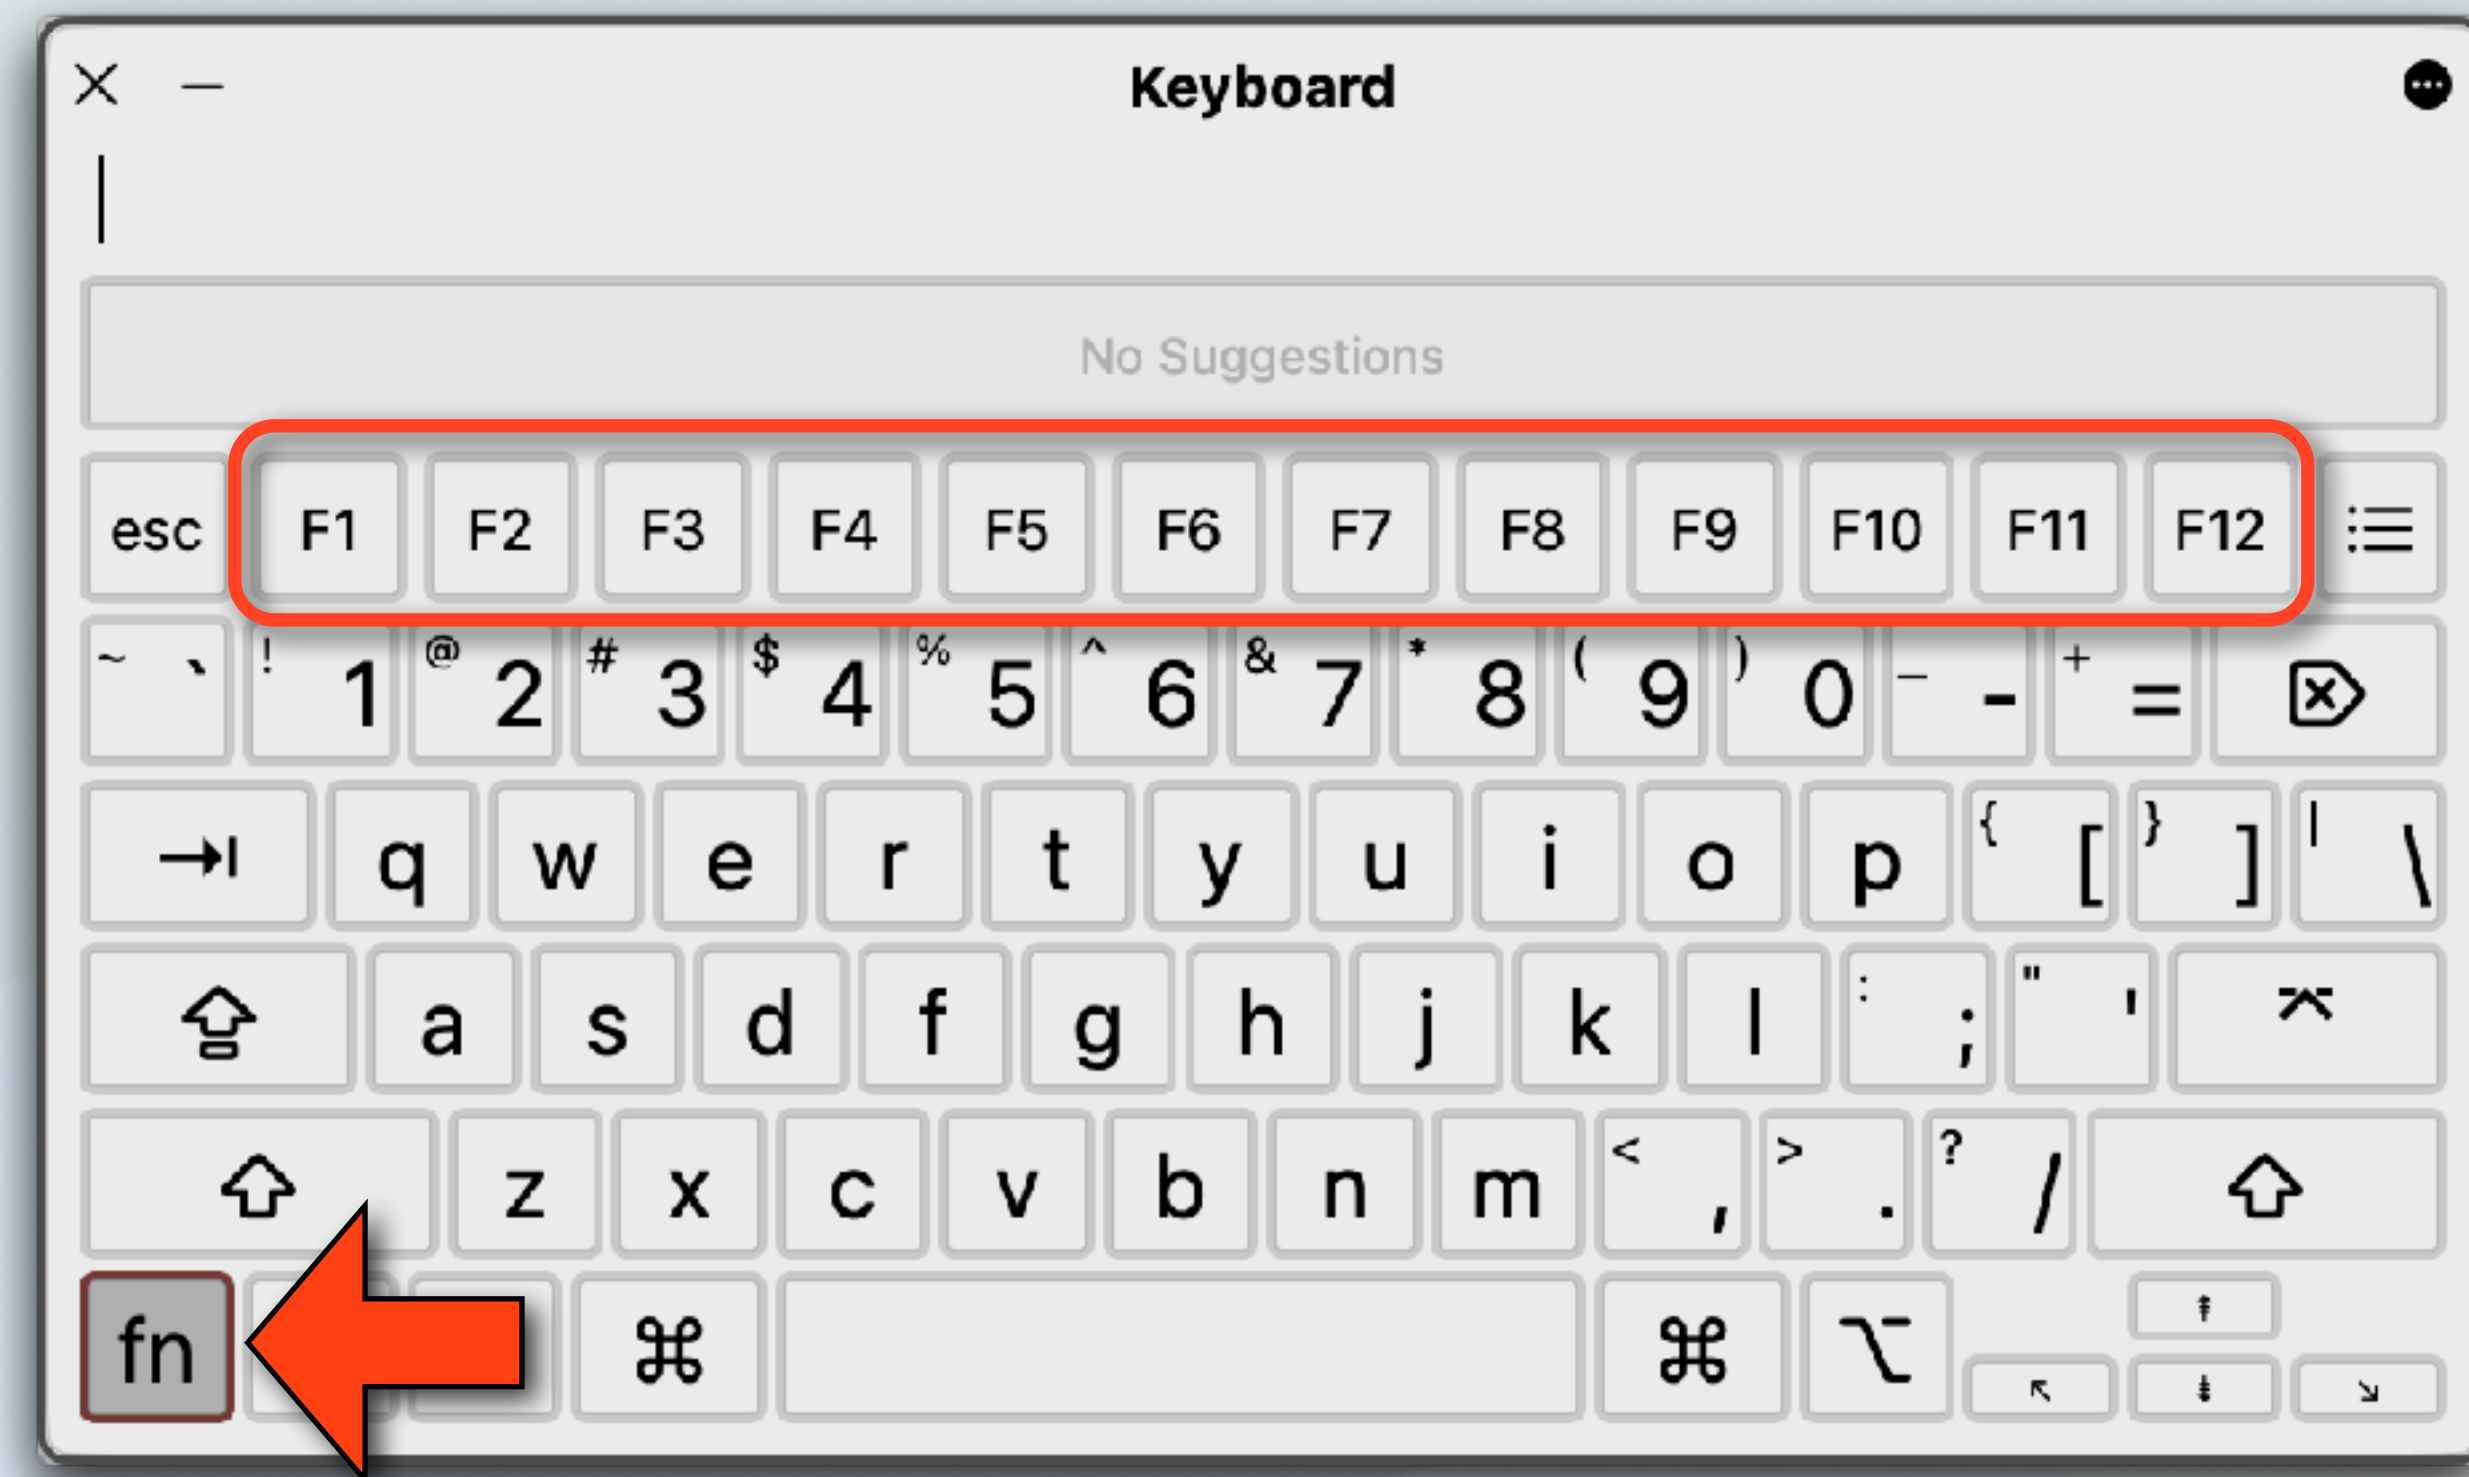 Keyboard
No Suggestions
esc F1 F2 F3 F4 F5 F6 F7 F8 F9 F10 F11 F12
~ ` ! 1 @ 2 # 3 $ 4 % 5 ^ 6 & 7 * 8 ( 9 ) 0 _ - + =
q w e r t y u i o p { [ } ] | \
a s d f g h j k l : ; " '
z x c v b n m < , > . ? /
fn ⌘ ⌘ ⌥